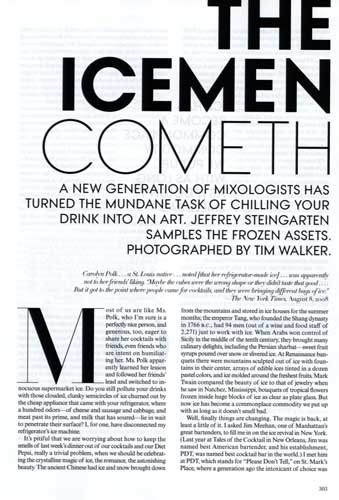 THE
ICEMEN
COMETH
A NEW GENERATION OF MIXOLOGISTS HAS
TURNED THE MUNDANE TASK OF CHILLING YOUR
DRINK INTO AN ART. JEFFREY STEINGARTEN
SAMPLES THE FROZEN ASSETS.
PHOTOGRAPHED BY TIM WALKER.
Carolyn Polk . . . a St. Louis native . . . noted [that her refrigerator-made ice] . . . was apparently
not to her friends' liking. "Maybe the cubes were the wrong shape or they didn't taste that good . . . .
But it got to the point where people came for cocktails, and they were bringing different bags of ice."
—The New York Times, August 8, 2008
Most of us are like Ms.
Polk, who I'm sure is a
perfectly nice person, and
generous, too, eager to
share her cocktails with
friends, even friends who
are intent on humiliat-
ing her. Ms. Polk appar-
ently learned her lesson
and followed her friends'
lead and switched to in-
nocuous supermarket ice. Do you still pollute your drinks
with those clouded, clunky semicircles of ice churned out by
the cheap appliance that came with your refrigerator, where
a hundred odors—of cheese and sausage and cabbage, and
meat past its prime, and milk that has soured—lie in wait
to penetrate their surface? I, for one, have disconnected my
refrigerator's ice machine.
It's pitiful that we are worrying about how to keep the
smells of last week's dinner out of our cocktails and our Diet
Pepsi, really a trivial problem, when we should be celebrat-
ing the crystalline magic of ice, the romance, the astonishing
beauty. The ancient Chinese had ice and snow brought down
from the mountains and stored in ice houses for the summer
months; the emperor Tang, who founded the Shang dynasty
in 1766 B.C., had 94 men (out of a wine and food staff of
2,271) just to work with ice. When Arabs won control of
Sicily in the middle of the tenth century, they brought many
culinary delights, including the Persian sharbat—sweet fruit
syrups poured over snow or slivered ice. At Renaissance ban-
quets there were mountains sculpted out of ice with foun-
tains in their center, arrays of edible ices tinted in a dozen
pastel colors, and ice molded around the freshest fruits. Mark
Twain compared the beauty of ice to that of jewelry when
he saw in Natchez, Mississippi, bouquets of tropical flowers
frozen inside huge blocks of ice as clear as plate glass. But
now ice has become a commonplace commodity we put up
with as long as it doesn't smell bad.
Well, finally things are changing. The magic is back, at
least a little of it. I asked Jim Meehan, one of Manhattan's
great bartenders, to fill me in on the ice revival in New York.
(Last year at Tales of the Cocktail in New Orleans, Jim was
named best American bartender, and his establishment,
PDT, was named best cocktail bar in the world.) I met him
at PDT, which stands for "Please Don't Tell," on St. Mark's
Place, where a generation ago the intoxicant of choice was
303